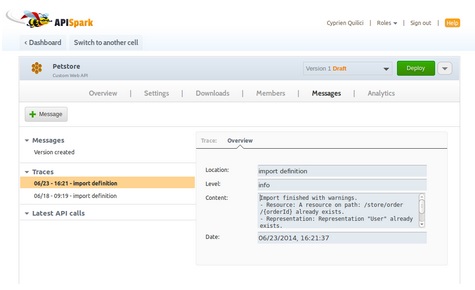 APISpark
Cyprien Quilici | Roles | Sign out | Help
‹ Dashboard Switch to another cell
Petstore
Custom Web API
Version 1 Draft
Deploy
Overview | Settings | Downloads | Members | Messages | Analytics
+ Message
Messages
Version created
Traces
06/23 - 16:21 - import definition
06/18 - 09:19 - import definition
Latest API calls
Trace: Overview
Location: import definition
Level: info
Content: Import finished with warnings.
- Resource: A resource on path: /store/order
/{orderId} already exists.
- Representation: Representation "User" already
exists.
Date: 06/23/2014, 16:21:37